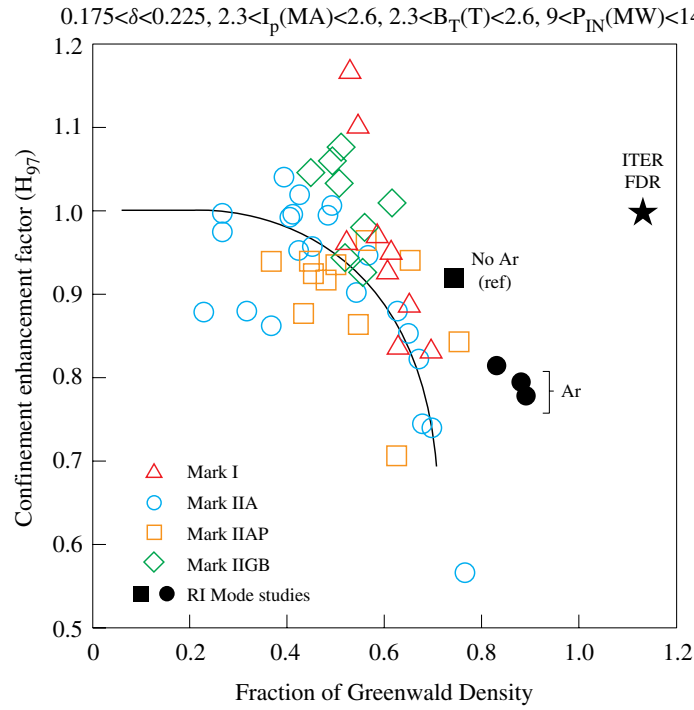 0.175<δ<0.225, 2.3<I_p(MA)<2.6, 2.3<B_T(T)<2.6, 9<P_IN(MW)<14
1.2
1.1
1.0
0.9
0.8
0.7
0.6
0.5
Confinement enhancement factor (H_97)
ITER
FDR
No Ar
(ref)
Ar
Mark I
Mark IIA
Mark IIAP
Mark IIGB
RI Mode studies
0 0.2 0.4 0.6 0.8 1.0 1.2
Fraction of Greenwald Density